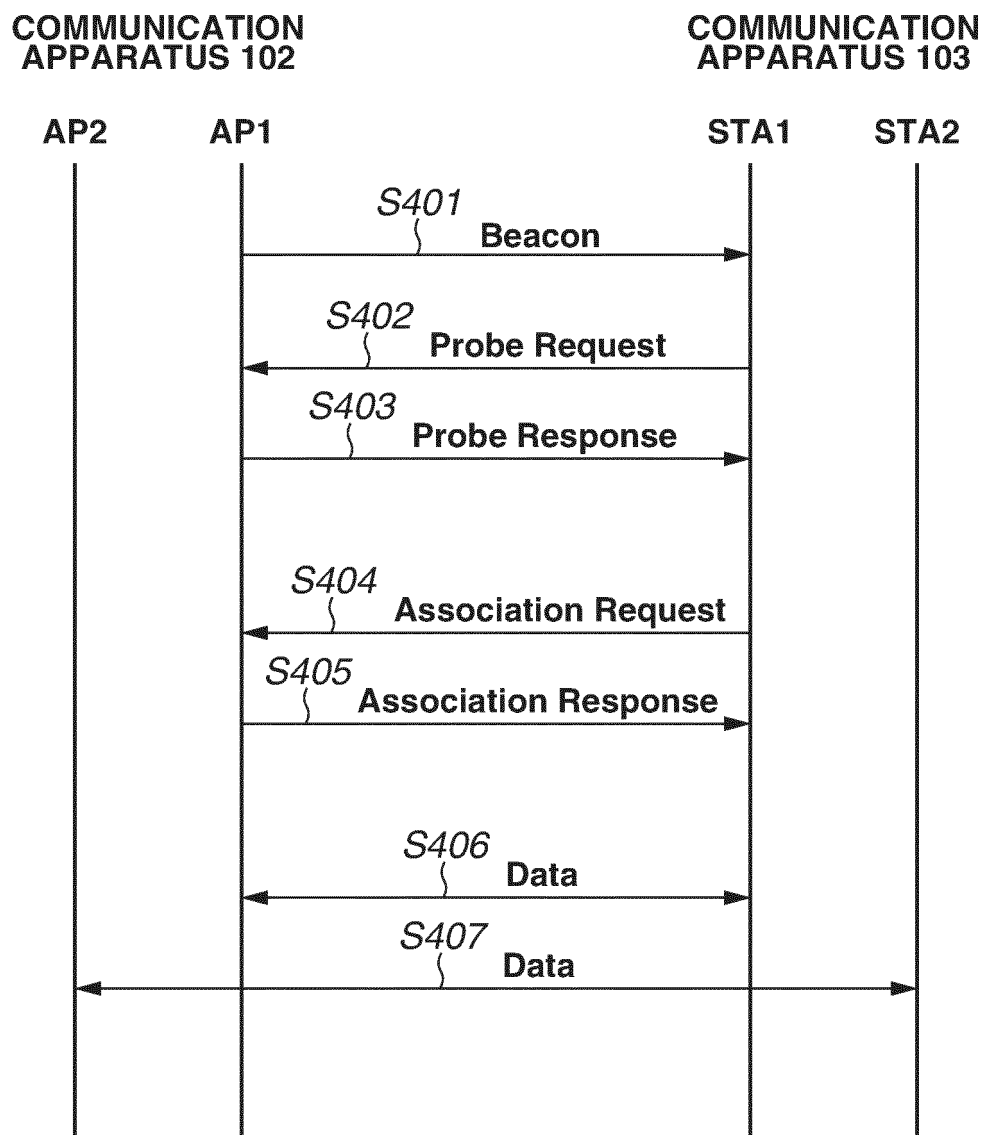 COMMUNICATION
APPARATUS 102
COMMUNICATION
APPARATUS 103
AP2
AP1
STA1
STA2
S401
Beacon
S402
Probe Request
S403
Probe Response
S404
Association Request
S405
Association Response
S406
Data
S407
Data